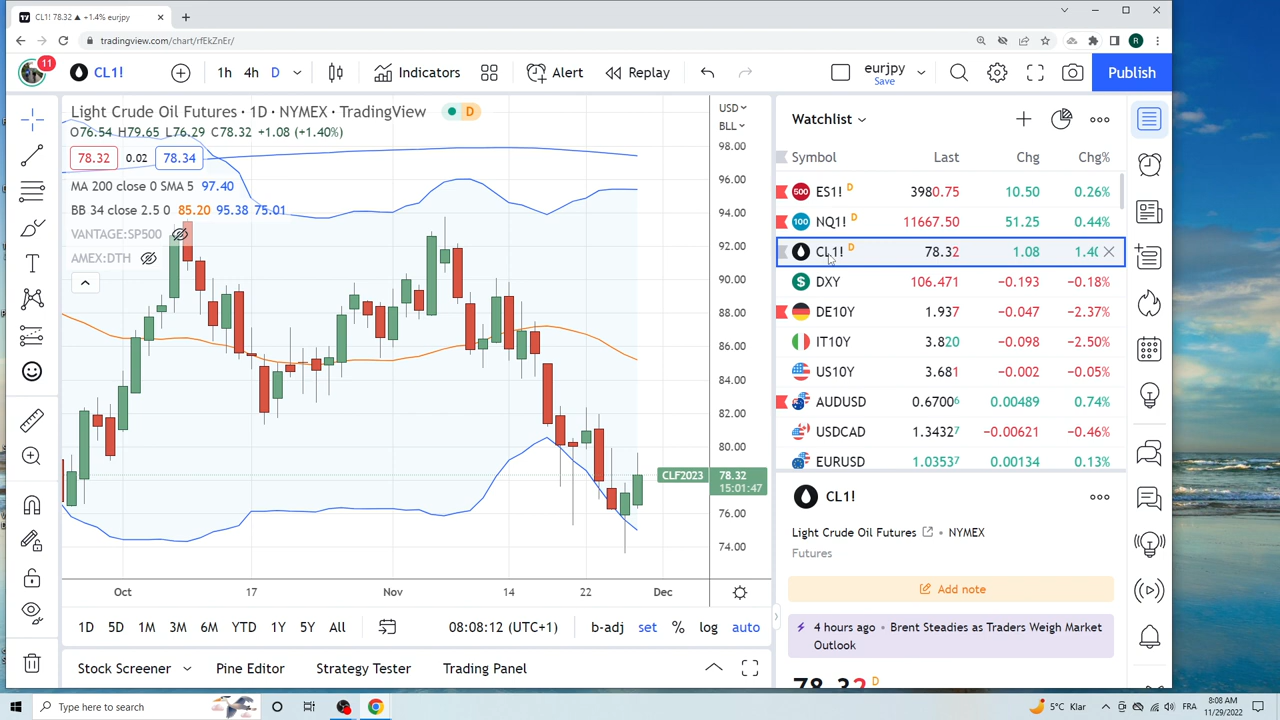 CL1! 78.32 ▲ +1.4% eurjpy
tradingview.com/chart/rfEkZnEr/
R
11
CL1!
1h 4h D
Indicators
Alert
Replay
eurjpy
Save
Publish
Light Crude Oil Futures · 1D · NYMEX · TradingView D
O76.54 H79.65 L76.29 C78.32 +1.08 (+1.40%)
78.32 0.02 78.34
MA 200 close 0 SMA 5 97.40
BB 34 close 2.5 0 85.20 95.38 75.01
VANTAGE:SP500
AMEX:DTH
USD
BLL
98.00
96.00
94.00
92.00
90.00
88.00
86.00
84.00
82.00
80.00
CLF2023 78.32
15:01:47
76.00
74.00
Oct 17 Nov 14 22 Dec
1D 5D 1M 3M 6M YTD 1Y 5Y All
08:08:12 (UTC+1)
b-adj set % log auto
Stock Screener Pine Editor Strategy Tester Trading Panel
Watchlist
Symbol Last Chg Chg%
500 ES1! D 3980.75 10.50 0.26%
100 NQ1! D 11667.50 51.25 0.44%
CL1! D 78.32 1.08
$ DXY 106.471 −0.193 −0.18%
DE10Y 1.937 −0.047 −2.37%
IT10Y 3.820 −0.098 −2.50%
US10Y 3.681 −0.002 −0.05%
AUDUSD 0.67006 0.00489 0.74%
USDCAD 1.34327 −0.00621 −0.46%
EURUSD 1.03537 0.00134 0.13%
CL1!
Light Crude Oil Futures • NYMEX
Futures
Add note
4 hours ago • Brent Steadies as Traders Weigh Market
Outlook
78.32 D
Type here to search
5°C Klar
FRA
8:08 AM
11/29/2022